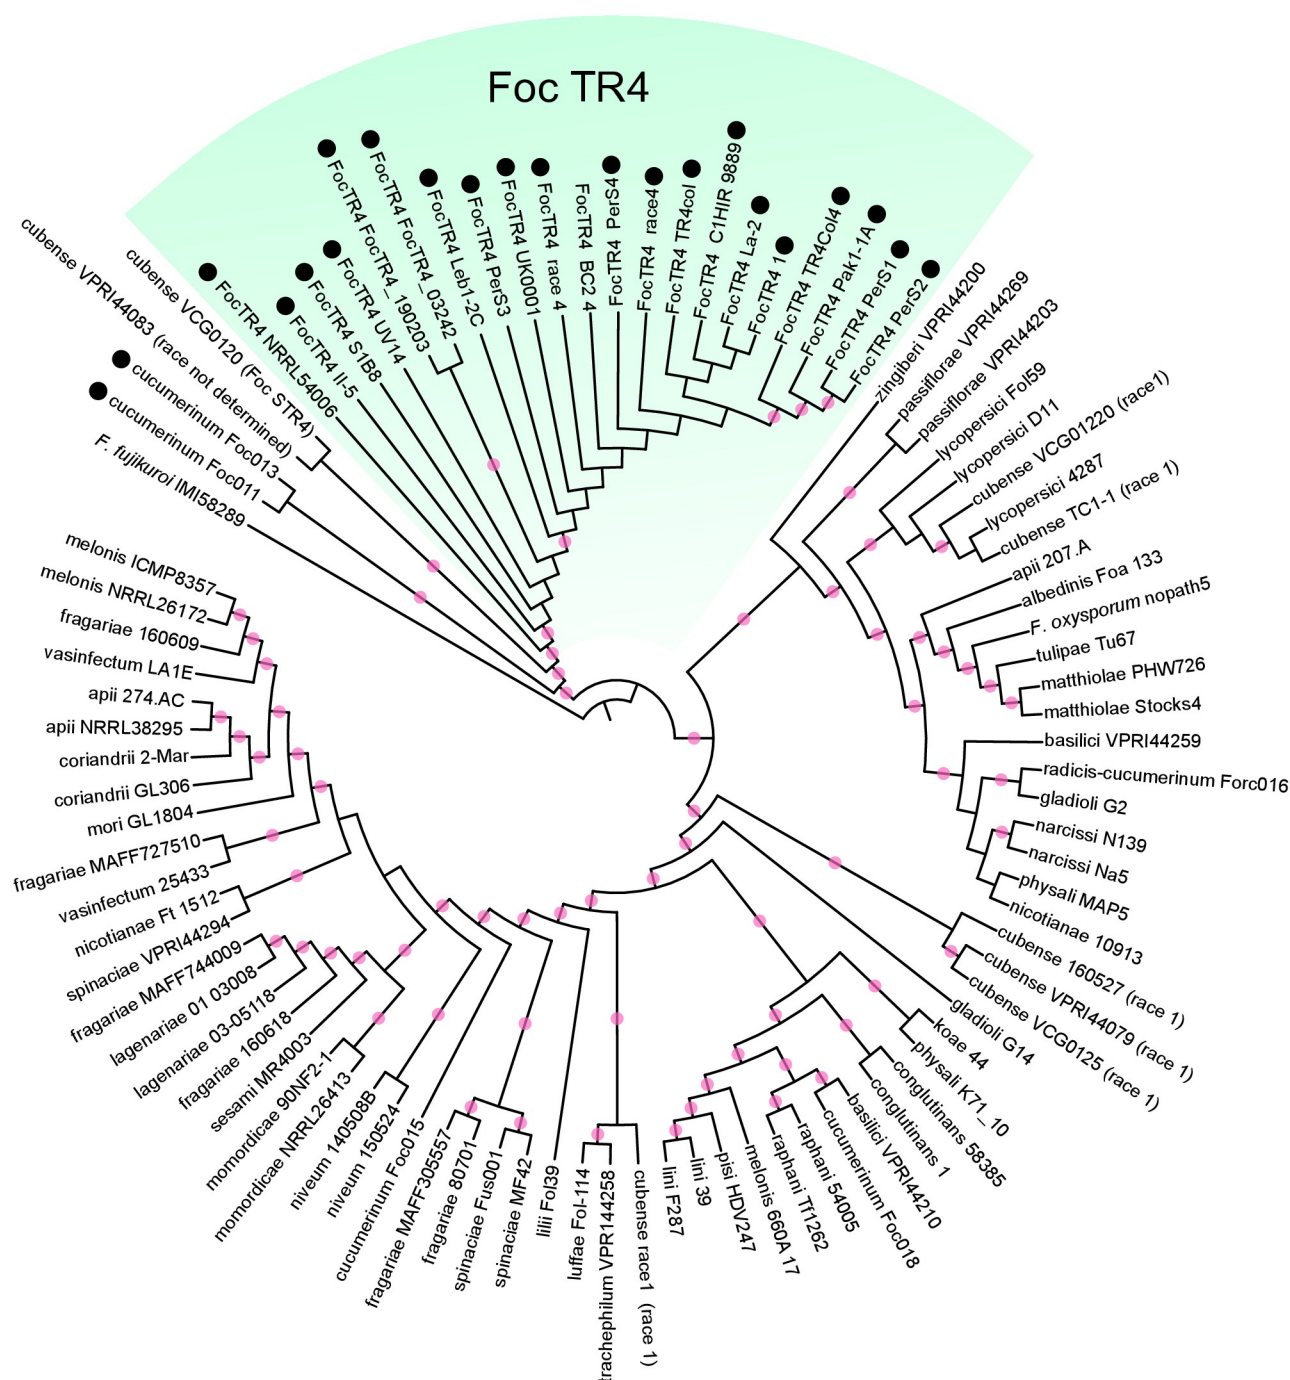 Foc TR4
cubense VPRI44083 (race not determined)
cubense VCG0120 (Foc STR4)
FocTR4 NRRL54006
FocTR4 II-5
FocTR4 S1B8
FocTR4 UV14
FocTR4 FocTR4_190203
FocTR4 FocTR4_03242
FocTR4 Leb1-2C
FocTR4 PerS3
FocTR4 UK0001
FocTR4 race 4
FocTR4 BC2 4
FocTR4 PerS4
FocTR4 race4
FocTR4 TR4col
FocTR4 C1HIR 9889
FocTR4 La-2
FocTR4 1
FocTR4 TR4Col4
FocTR4 Pak1-1A
FocTR4 PerS1
FocTR4 PerS2
zingiberi VPRI44200
passiflorae VPRI44269
passiflorae VPRI44203
lycopersici Fol59
lycopersici D11
cubense VCG01220 (race1)
lycopersici 4287
cubense TC1-1 (race 1)
apii 207.A
albedinis Foa 133
F. oxysporum nopath5
tulipae Tu67
matthiolae PHW726
matthiolae Stocks4
basilici VPRI44259
radicis-cucumerinum Forc016
gladioli G2
narcissi N139
narcissi Na5
physali MAP5
nicotianae 10913
cubense 160527 (race 1)
cubense VPRI44079 (race 1)
cubense VCG0125 (race 1)
gladioli G14
koae 44
physali K71_10
conglutinans 58385
conglutinans 1
basilici VPRI44210
cucumerinum Foc018
raphani 54005
raphani Tf1262
melonis 660A 17
pisi HDV247
lini 39
lini F287
cubense race1 (race 1)
trachephilum VPR144258
luffae Fol-114
lilii Fol39
spinaciae MF42
spinaciae Fus001
fragariae 80701
fragariae MAFF305557
cucumerinum Foc015
niveum 150524
niveum 140508B
momordicae NRRL26413
momordicae 90NF2-1
sesami MR4003
fragariae 160618
lagenariae 03-05118
lagenariae 01 03008
fragariae MAFF744009
spinaciae VPRI44294
nicotianae Ft 1512
vasinfectum 25433
fragariae MAFF727510
mori GL1804
coriandrii GL306
coriandrii 2-Mar
apii NRRL38295
apii 274.AC
vasinfectum LA1E
fragariae 160609
melonis NRRL26172
melonis ICMP8357
F. fujikuroi IMI58289
cucumerinum Foc011
cucumerinum Foc013